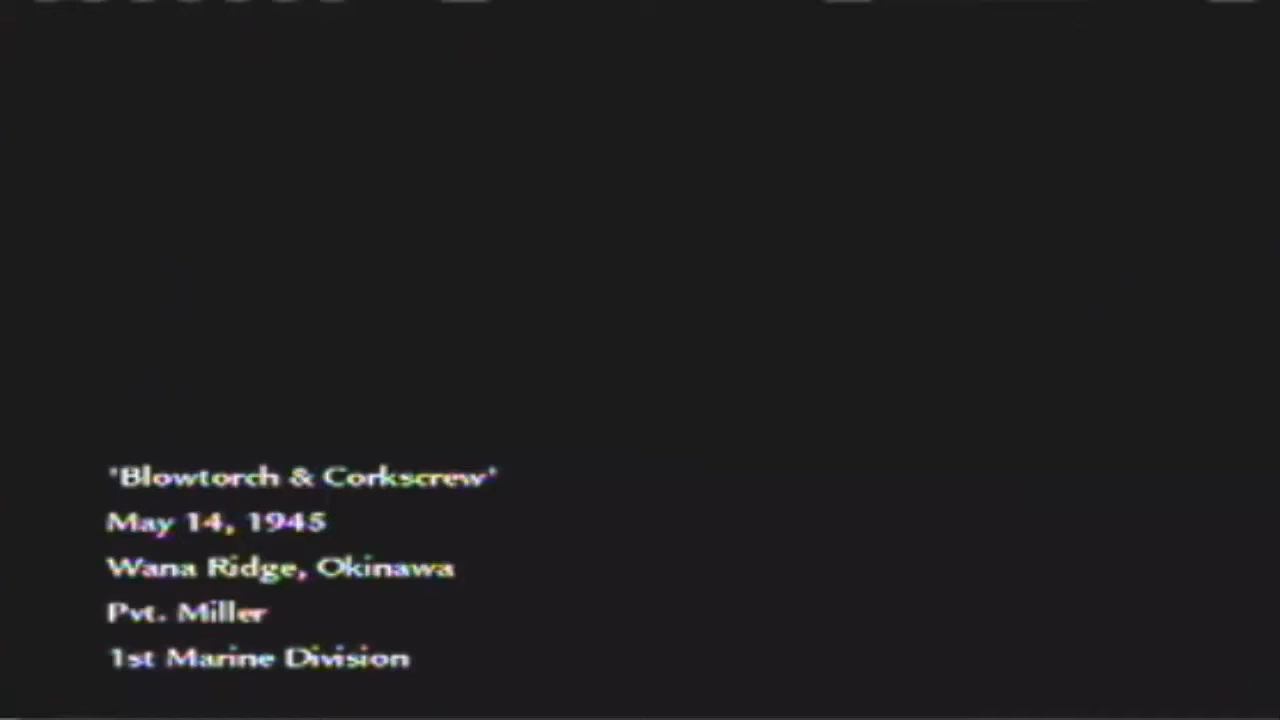 'Blowtorch & Corkscrew'
May 14, 1945
Wana Ridge, Okinawa
Pvt. Miller
1st Marine Division